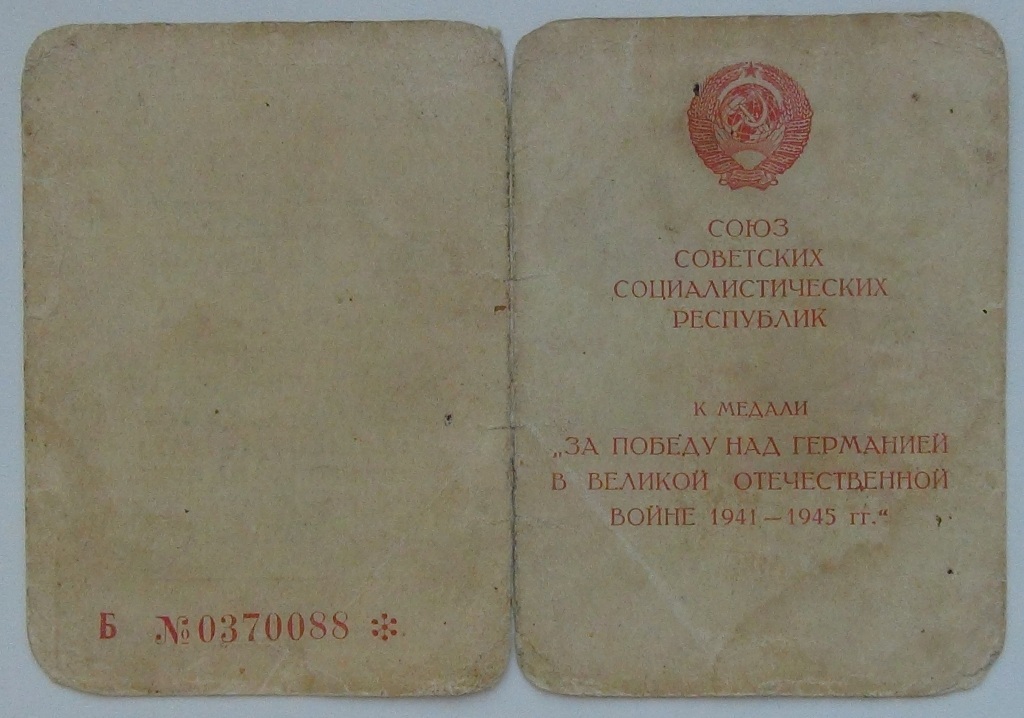 Б №0370088 *
СОЮЗ
СОВЕТСКИХ
СОЦИАЛИСТИЧЕСКИХ
РЕСПУБЛИК
К МЕДАЛИ
„ЗА ПОБЕДУ НАД ГЕРМАНИЕЙ
В ВЕЛИКОЙ ОТЕЧЕСТВЕННОЙ
ВОЙНЕ 1941 — 1945 гг.“